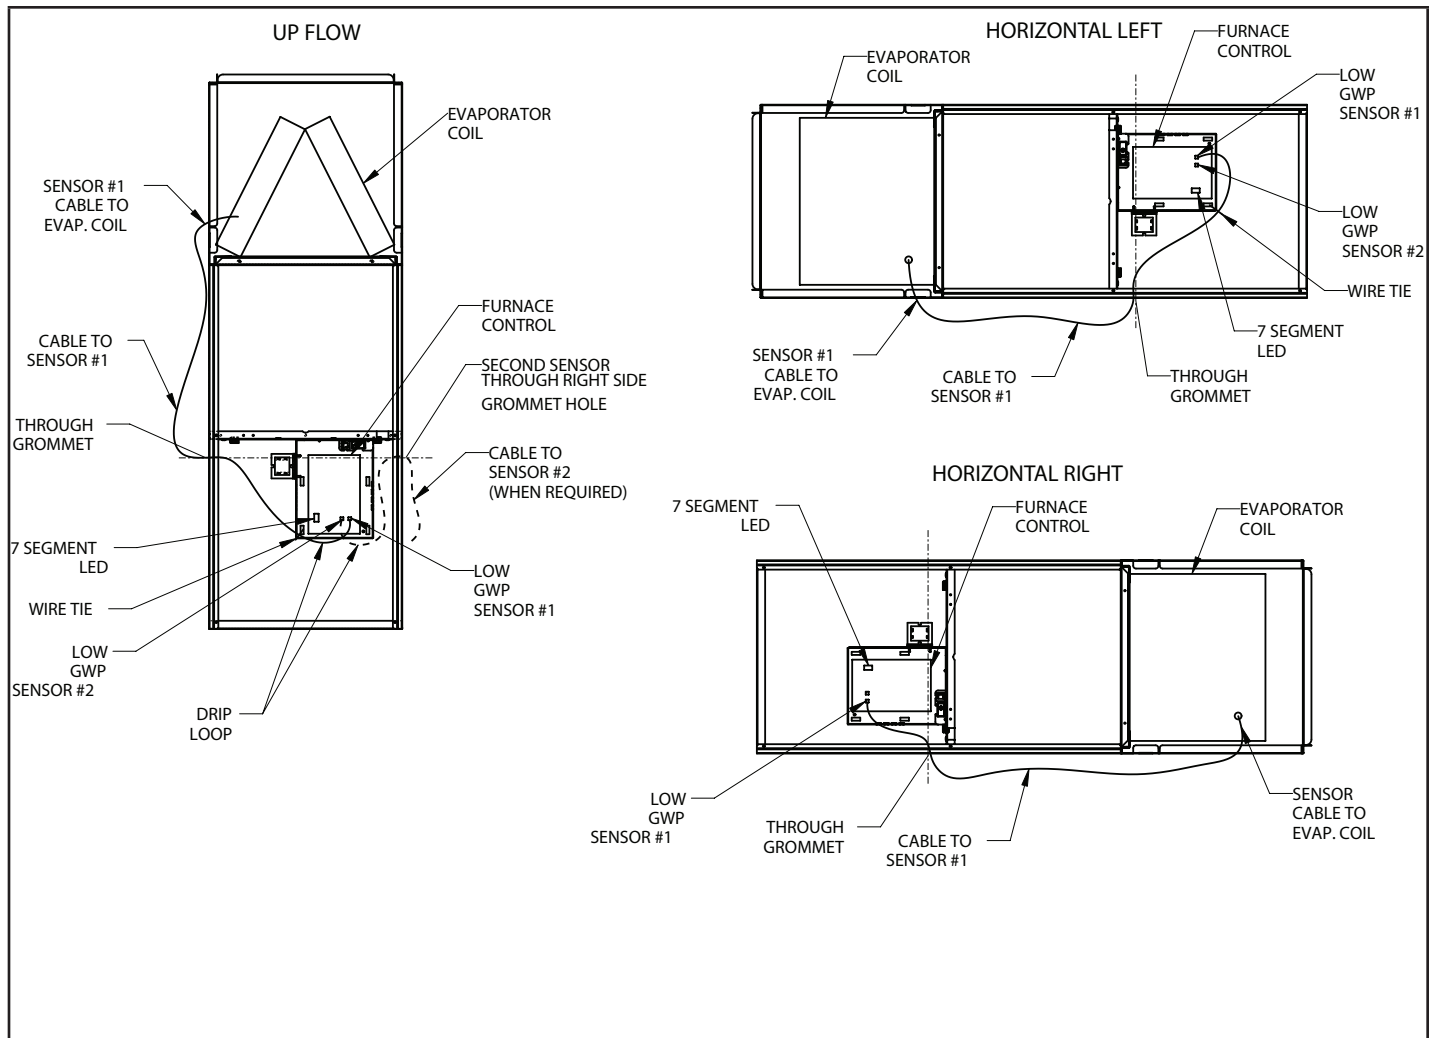 UP FLOW
EVAPORATOR
COIL
SENSOR #1
CABLE TO
EVAP. COIL
FURNACE
CONTROL
CABLE TO
SENSOR #1
SECOND SENSOR
THROUGH RIGHT SIDE
GROMMET HOLE
THROUGH
GROMMET
CABLE TO
SENSOR #2
(WHEN REQUIRED)
7 SEGMENT
LED
LOW
GWP
SENSOR #1
WIRE TIE
LOW
GWP
SENSOR #2
DRIP
LOOP
HORIZONTAL LEFT
EVAPORATOR
COIL
FURNACE
CONTROL
LOW
GWP
SENSOR #1
LOW
GWP
SENSOR #2
WIRE TIE
7 SEGMENT
LED
SENSOR #1
CABLE TO
EVAP. COIL
CABLE TO
SENSOR #1
THROUGH
GROMMET
HORIZONTAL RIGHT
7 SEGMENT
LED
FURNACE
CONTROL
EVAPORATOR
COIL
LOW
GWP
SENSOR #1
THROUGH
GROMMET
CABLE TO
SENSOR #1
SENSOR
CABLE TO
EVAP. COIL